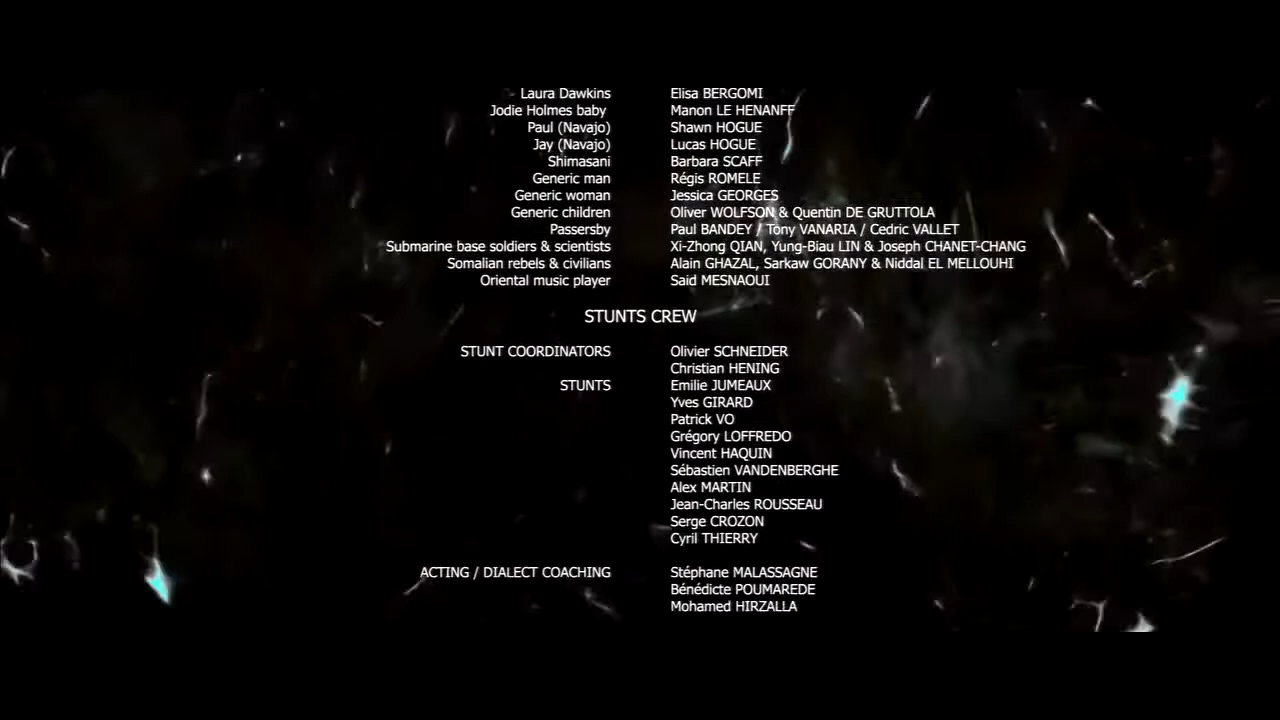 Laura Dawkins Elisa BERGOMI
Jodie Holmes baby Manon LE HENANFF
Paul (Navajo) Shawn HOGUE
Jay (Navajo) Lucas HOGUE
Shimasani Barbara SCAFF
Generic man Régis ROMELE
Generic woman Jessica GEORGES
Generic children Oliver WOLFSON & Quentin DE GRUTTOLA
Passersby Paul BANDEY / Tony VANARIA / Cedric VALLET
Submarine base soldiers & scientists Xi-Zhong QIAN, Yung-Biau LIN & Joseph CHANET-CHANG
Somalian rebels & civilians Alain GHAZAL, Sarkaw GORANY & Niddal EL MELLOUHI
Oriental music player Said MESNAOUI
STUNTS CREW
STUNT COORDINATORS Olivier SCHNEIDER
Christian HENING
STUNTS Emilie JUMEAUX
Yves GIRARD
Patrick VO
Grégory LOFFREDO
Vincent HAQUIN
Sébastien VANDENBERGHE
Alex MARTIN
Jean-Charles ROUSSEAU
Serge CROZON
Cyril THIERRY
ACTING / DIALECT COACHING Stéphane MALASSAGNE
Bénédicte POUMAREDE
Mohamed HIRZALLA